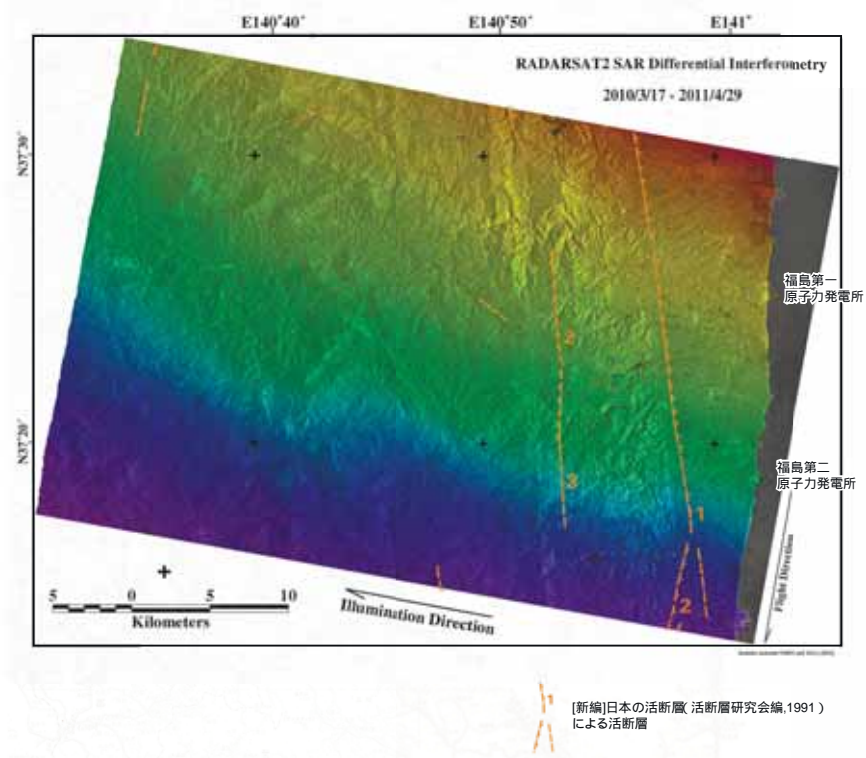 E140°40' E140°50' E141°
RADARSAT2 SAR Differential Interferometry
2010/3/17 - 2011/4/29
N37°30'
福島第一
原子力発電所
2
N37°20'
福島第二
原子力発電所
3
1
Flight Direction
5 0 5 10
Kilometers
Illumination Direction
2
1
[新編]日本の活断層(活断層研究会編,1991)
による活断層